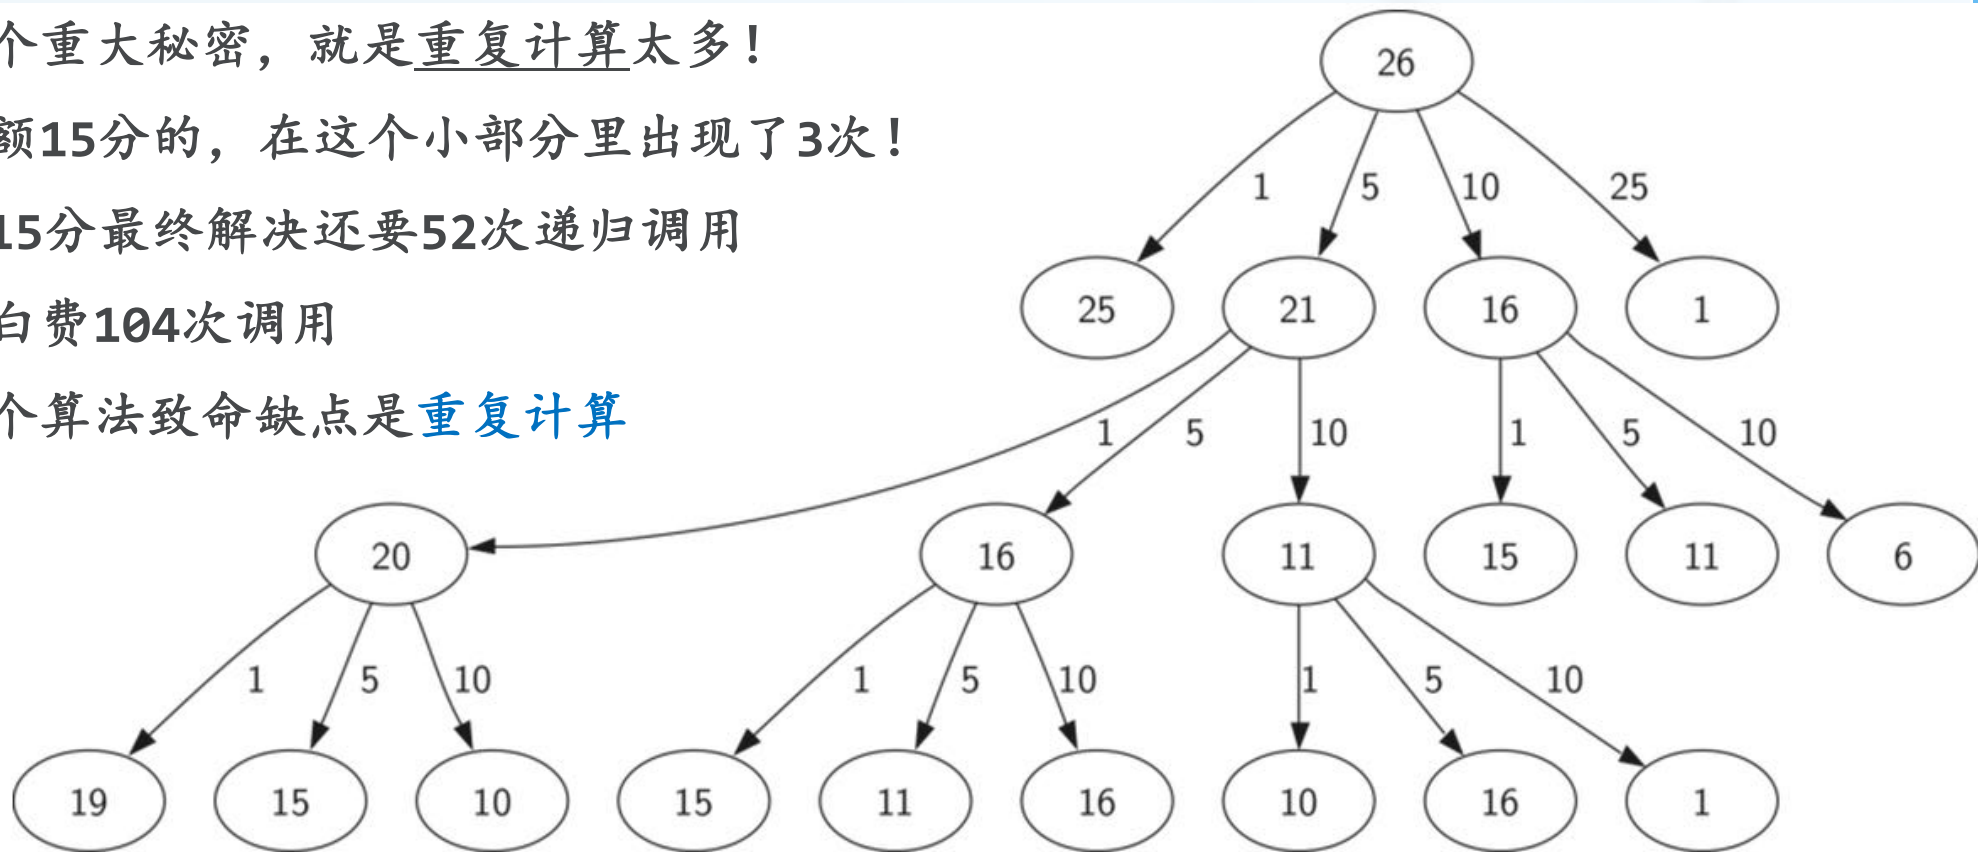 个重大秘密，就是重复计算太多！
额15分的，在这个小部分里出现了3次！
15分最终解决还要52次递归调用
白费104次调用
个算法致命缺点是重复计算
26
1 5 10 25
25 21 16 1
1 5 10 1 5 10
20 16 11 15 11 6
1 5 10 1 5 10 1 5 10
19 15 10 15 11 16 10 16 1